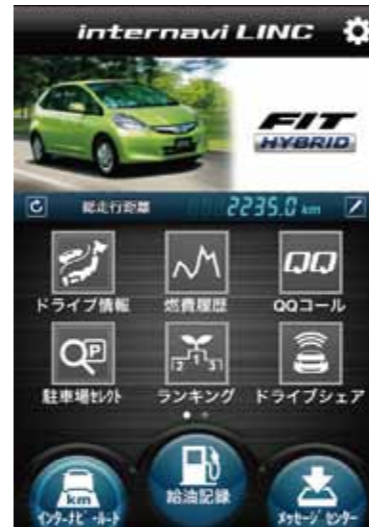 internavi LINC
FIT
HYBRID
総走行距離 2235.0 km
ドライブ情報 燃費履歴 QQコール
駐車場セレクト ランキング ドライブシェア
インターナビ・ルート 給油記録 メッセージセンター